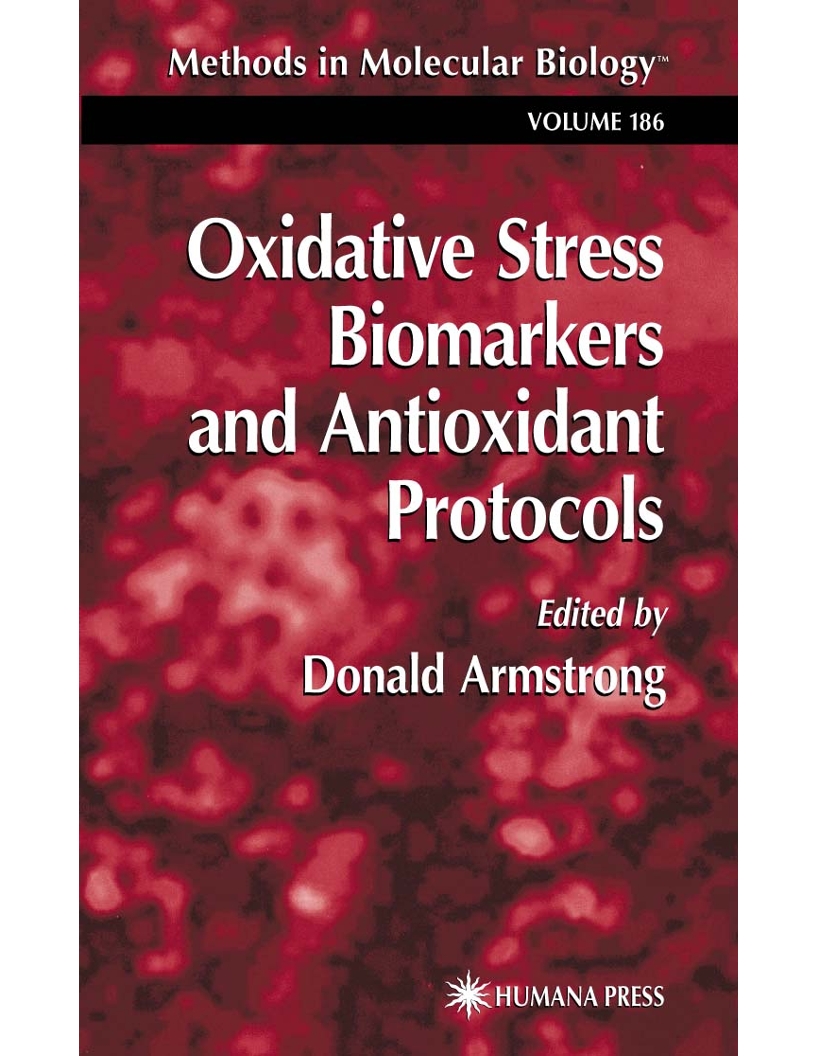 Methods in Molecular Biology™
VOLUME 186
Oxidative Stress
Biomarkers
and Antioxidant
Protocols
Edited by
Donald Armstrong
HUMANA PRESS